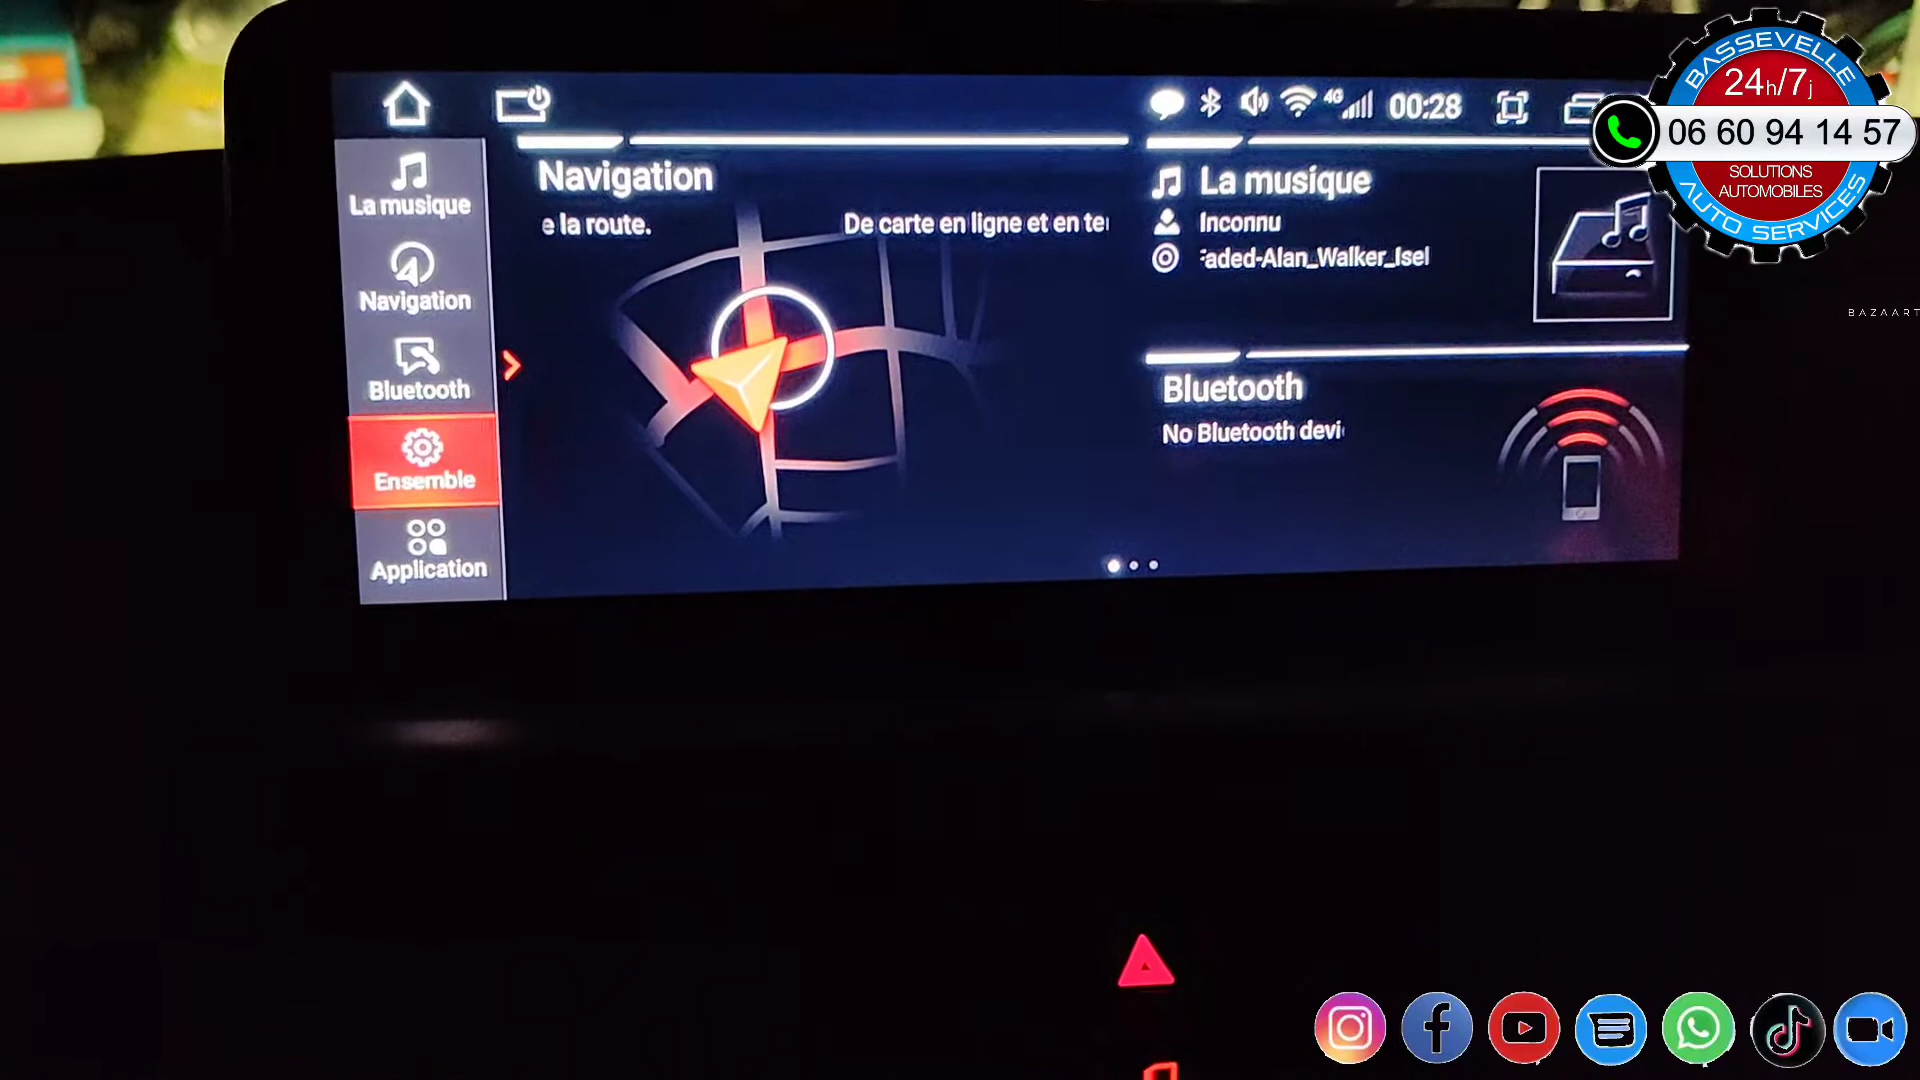 4G 00:28
La musique
Navigation
Bluetooth
Ensemble
Application
Navigation
e la route. De carte en ligne et en te
La musique
Inconnu
aded-Alan_Walker_Isel
Bluetooth
No Bluetooth devi
BASSEVELLE
24h/7j
06 60 94 14 57
SOLUTIONS
AUTOMOBILES
AUTO SERVICES
BAZAART